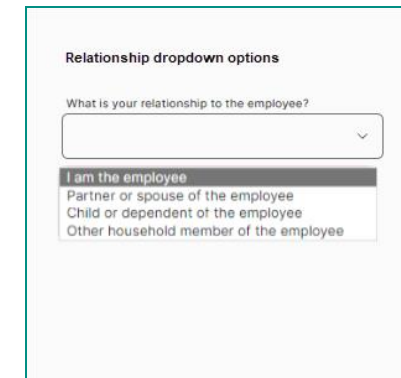 Relationship dropdown options
What is your relationship to the employee?
I am the employee
Partner or spouse of the employee
Child or dependent of the employee
Other household member of the employee